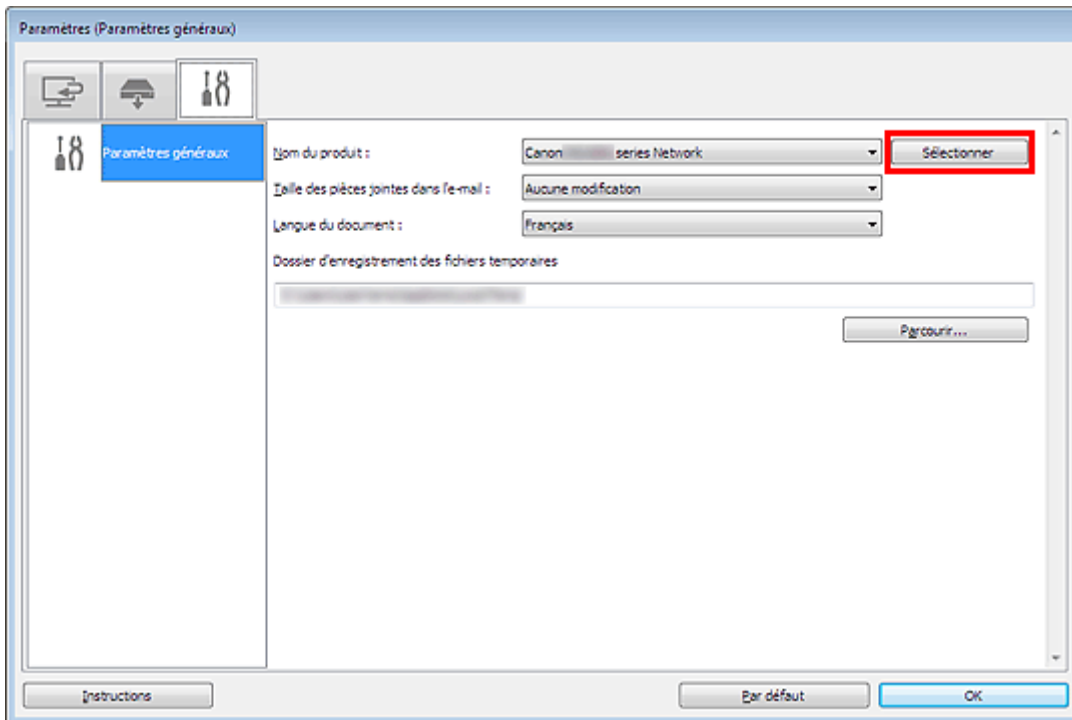 Paramètres (Paramètres généraux)
Paramètres généraux
Nom du produit : Canon series Network Sélectionner
Taille des pièces jointes dans l'e-mail : Aucune modification
Langue du document : Français
Dossier d'enregistrement des fichiers temporaires
Parcourir...
Instructions Par défaut OK